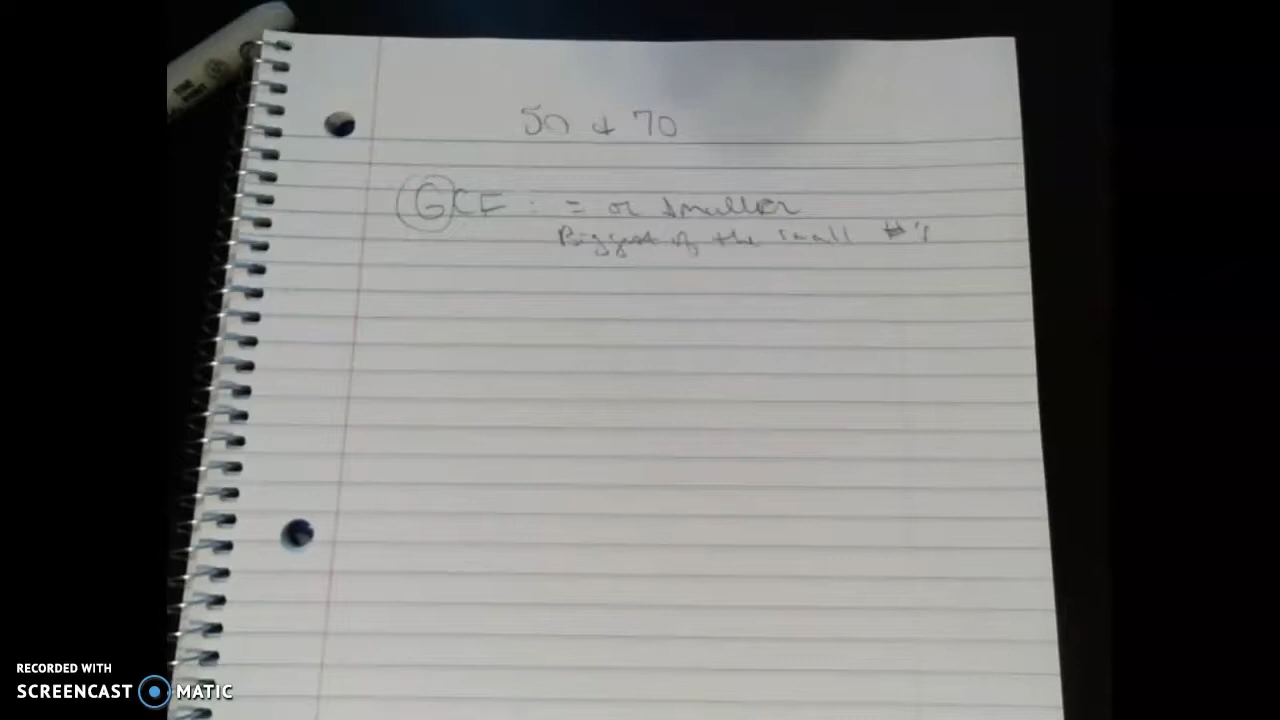 50 & 70
GCF : = or smaller
Biggest of the small #'s
RECORDED WITH
SCREENCAST MATIC